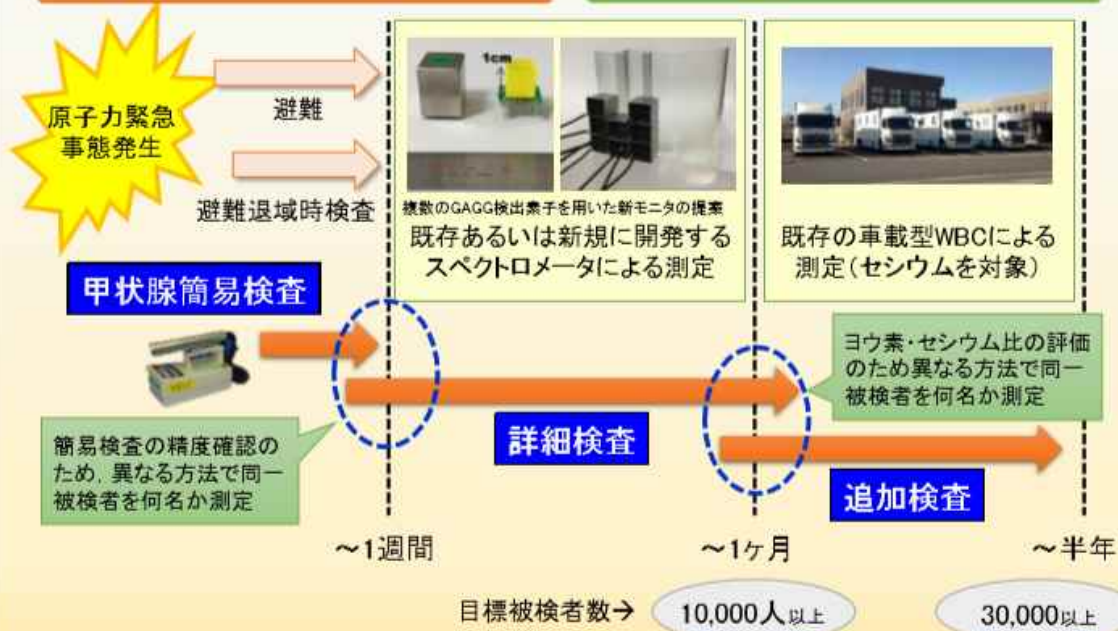 原子力緊急
事態発生
避難
避難退域時検査
1cm
複数のGAGG検出素子を用いた新モニタの提案
既存あるいは新規に開発する
スペクトロメータによる測定
既存の車載型WBCによる
測定(セシウムを対象)
甲状腺簡易検査
ヨウ素・セシウム比の評価
のため異なる方法で同一
被検者を何名か測定
簡易検査の精度確認の
ため，異なる方法で同一
被検者を何名か測定
詳細検査
追加検査
～1週間
～1ヶ月
～半年
目標被検者数→
10,000人以上
30,000以上